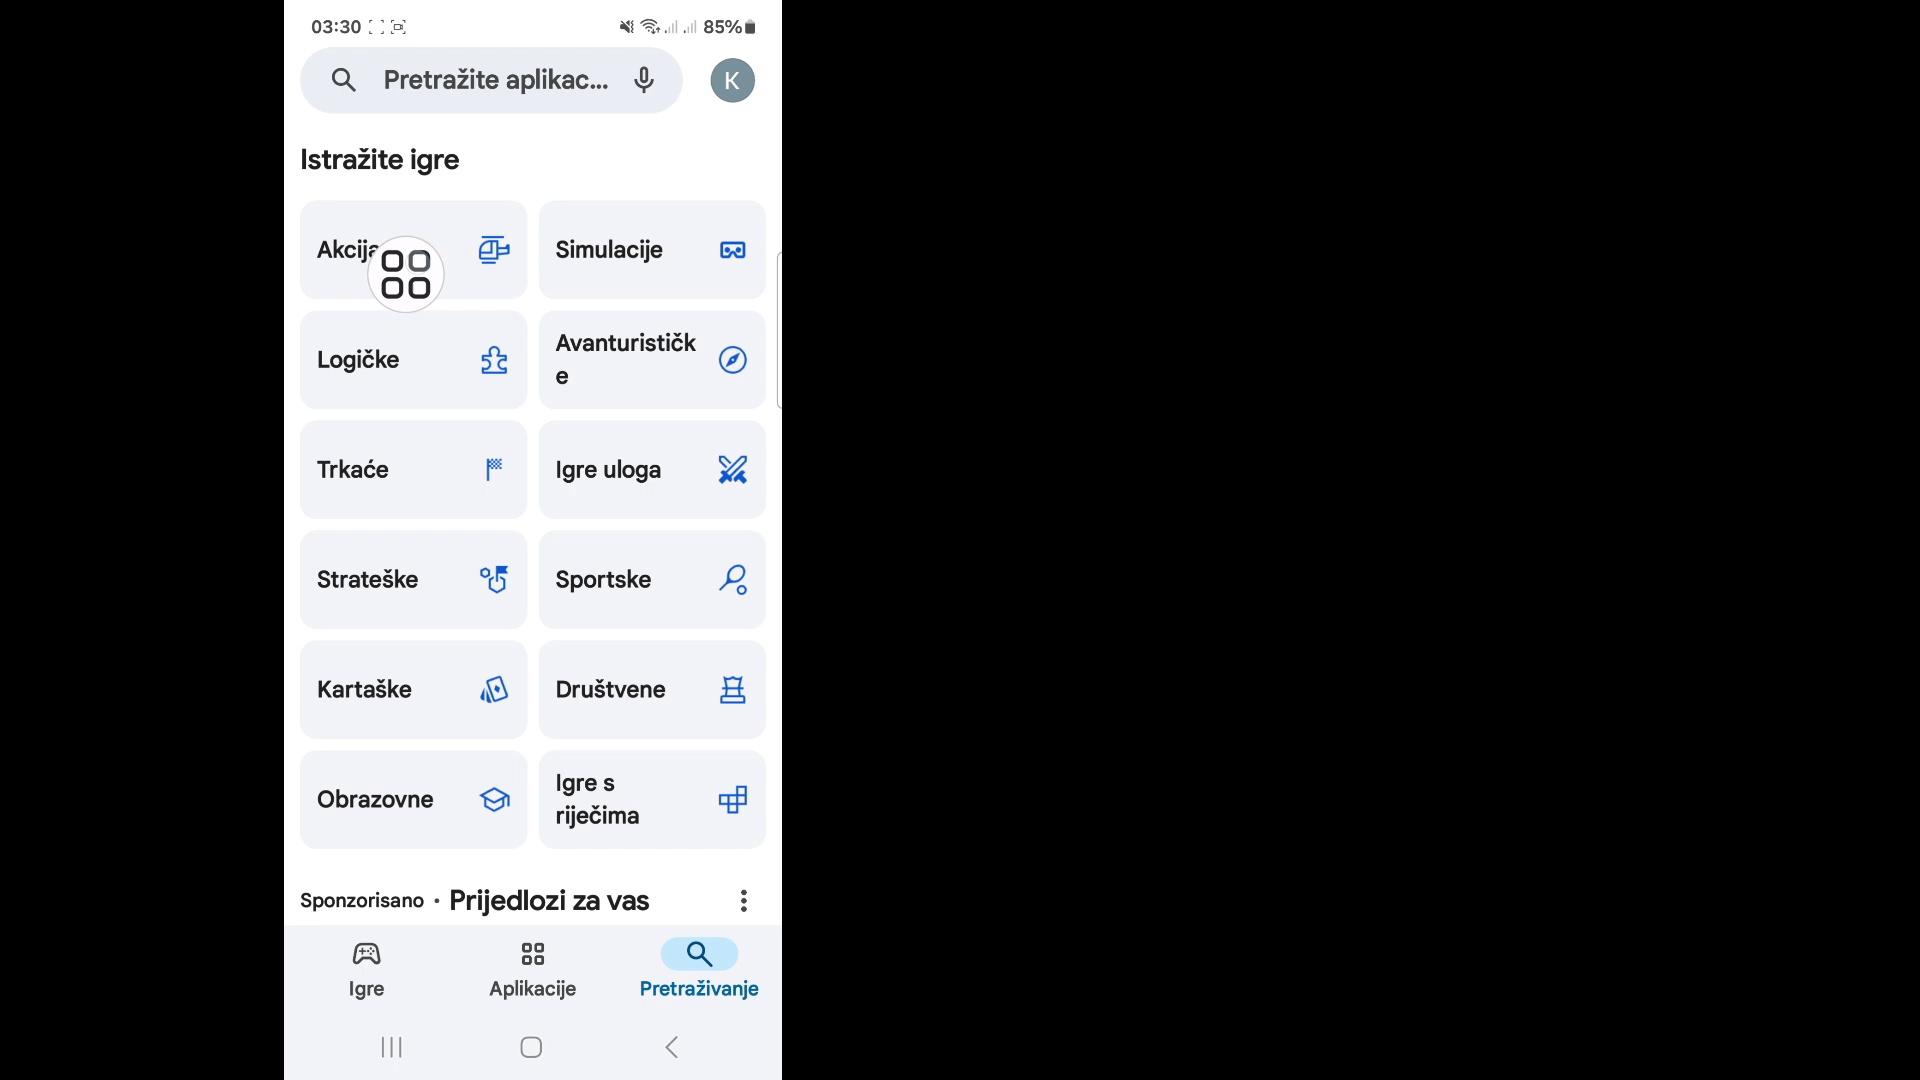 03:30
85%
Pretražite aplikac...
K
Istražite igre
Akcija
Simulacije
Logičke
Avanturističk
e
Trkaće
Igre uloga
Strateške
Sportske
Kartaške
Društvene
Obrazovne
Igre s
riječima
Sponzorisano • Prijedlozi za vas
Igre
Aplikacije
Pretraživanje